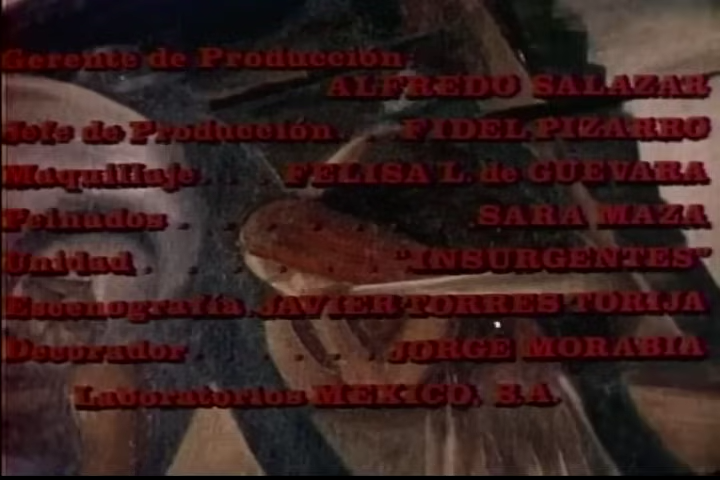 Gerente de Producción
ALFREDO SALAZAR
Jefe de Producción . . FIDEL PIZARRO
Maquillaje . . . FELISA L. de GUEVARA
Peinados . . . . . . SARA MAZA
Unidad . . . . . . "INSURGENTES"
Escenografía . JAVIER TORRES TORIJA
Decorador . . . . . JORGE MORABIA
Laboratorios MEXICO, S.A.